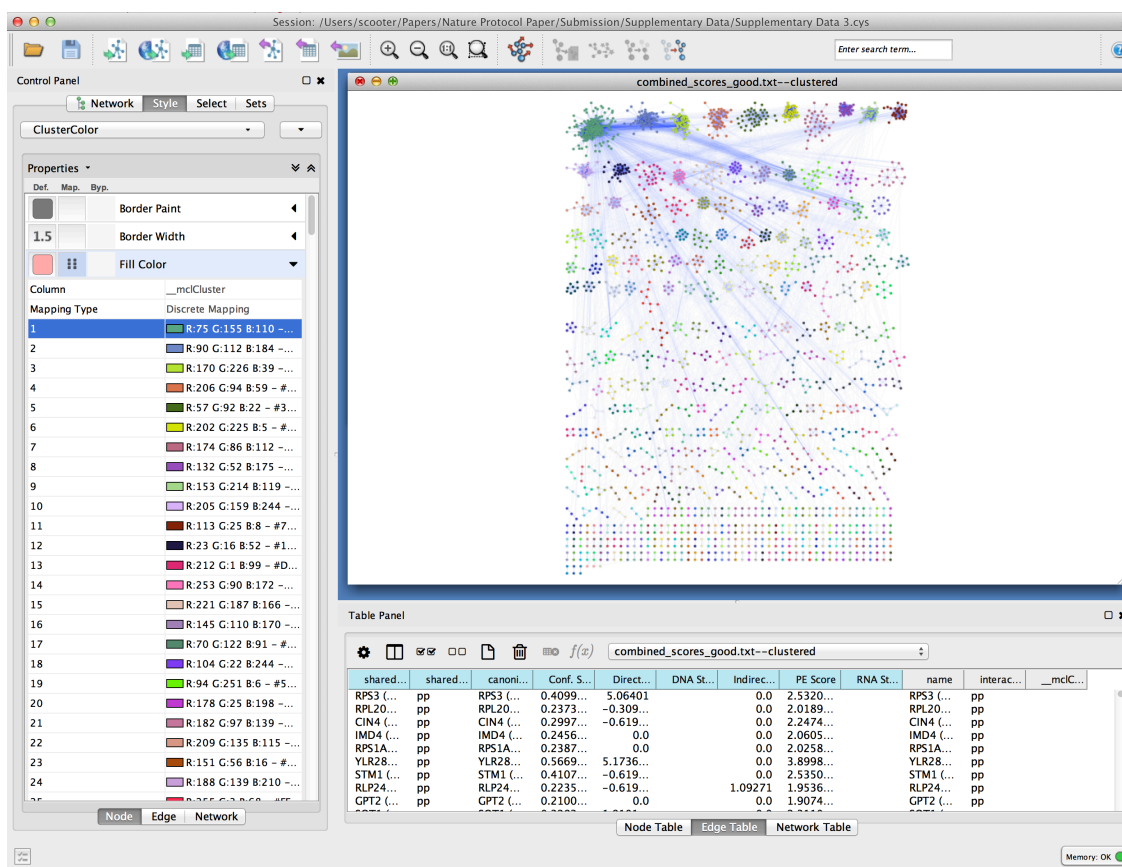 Session: /Users/scooter/Papers/Nature Protocol Paper/Submission/Supplementary Data/Supplementary Data 3.cys
Enter search term...
Control Panel
Network Style Select Sets
ClusterColor
Properties
Def. Map. Byp.
Border Paint
1.5 Border Width
Fill Color
Column __mclCluster
Mapping Type Discrete Mapping
1 R:75 G:155 B:110 –...
2 R:90 G:112 B:184 –...
3 R:170 G:226 B:39 –...
4 R:206 G:94 B:59 – #...
5 R:57 G:92 B:22 – #3...
6 R:202 G:225 B:5 – #...
7 R:174 G:86 B:112 –...
8 R:132 G:52 B:175 –...
9 R:153 G:214 B:119 –...
10 R:205 G:159 B:244 –...
11 R:113 G:25 B:8 – #7...
12 R:23 G:16 B:52 – #1...
13 R:212 G:1 B:99 – #D...
14 R:253 G:90 B:172 –...
15 R:221 G:187 B:166 –...
16 R:145 G:110 B:170 –...
17 R:70 G:122 B:91 – #...
18 R:104 G:22 B:244 –...
19 R:94 G:251 B:6 – #5...
20 R:178 G:25 B:198 –...
21 R:182 G:97 B:139 –...
22 R:209 G:135 B:115 –...
23 R:151 G:56 B:16 – #...
24 R:188 G:139 B:210 –...
Node Edge Network
combined_scores_good.txt--clustered
Table Panel
f(x) combined_scores_good.txt--clustered
shared... shared... canoni... Conf. S... Direct... DNA St... Indirec... PE Score RNA St... name interac... __mclC...
RPS3 (... pp RPS3 (... 0.4099... 5.06401 0.0 2.5320... RPS3 (... pp
RPL20... pp RPL20... 0.2373... −0.309... 0.0 2.0189... RPL20... pp
CIN4 (... pp CIN4 (... 0.2997... −0.619... 0.0 2.2474... CIN4 (... pp
IMD4 (... pp IMD4 (... 0.2456... 0.0 0.0 2.0605... IMD4 (... pp
RPS1A... pp RPS1A... 0.2387... 0.0 0.0 2.0258... RPS1A... pp
YLR28... pp YLR28... 0.5669... 5.1736... 0.0 3.8998... YLR28... pp
STM1 (... pp STM1 (... 0.4107... −0.619... 0.0 2.5350... STM1 (... pp
RLP24... pp RLP24... 0.2235... −0.619... 1.09271 1.9536... RLP24... pp
GPT2 (... pp GPT2 (... 0.2100... 0.0 0.0 1.9074... GPT2 (... pp
Node Table Edge Table Network Table
Memory: OK